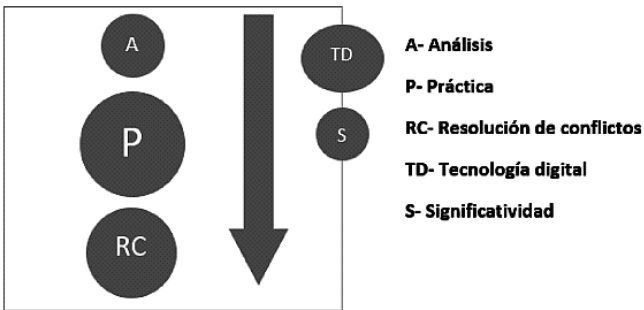 A
P
RC
TD
S
A- Análisis
P- Práctica
RC- Resolución de conflictos
TD- Tecnología digital
S- Significatividad